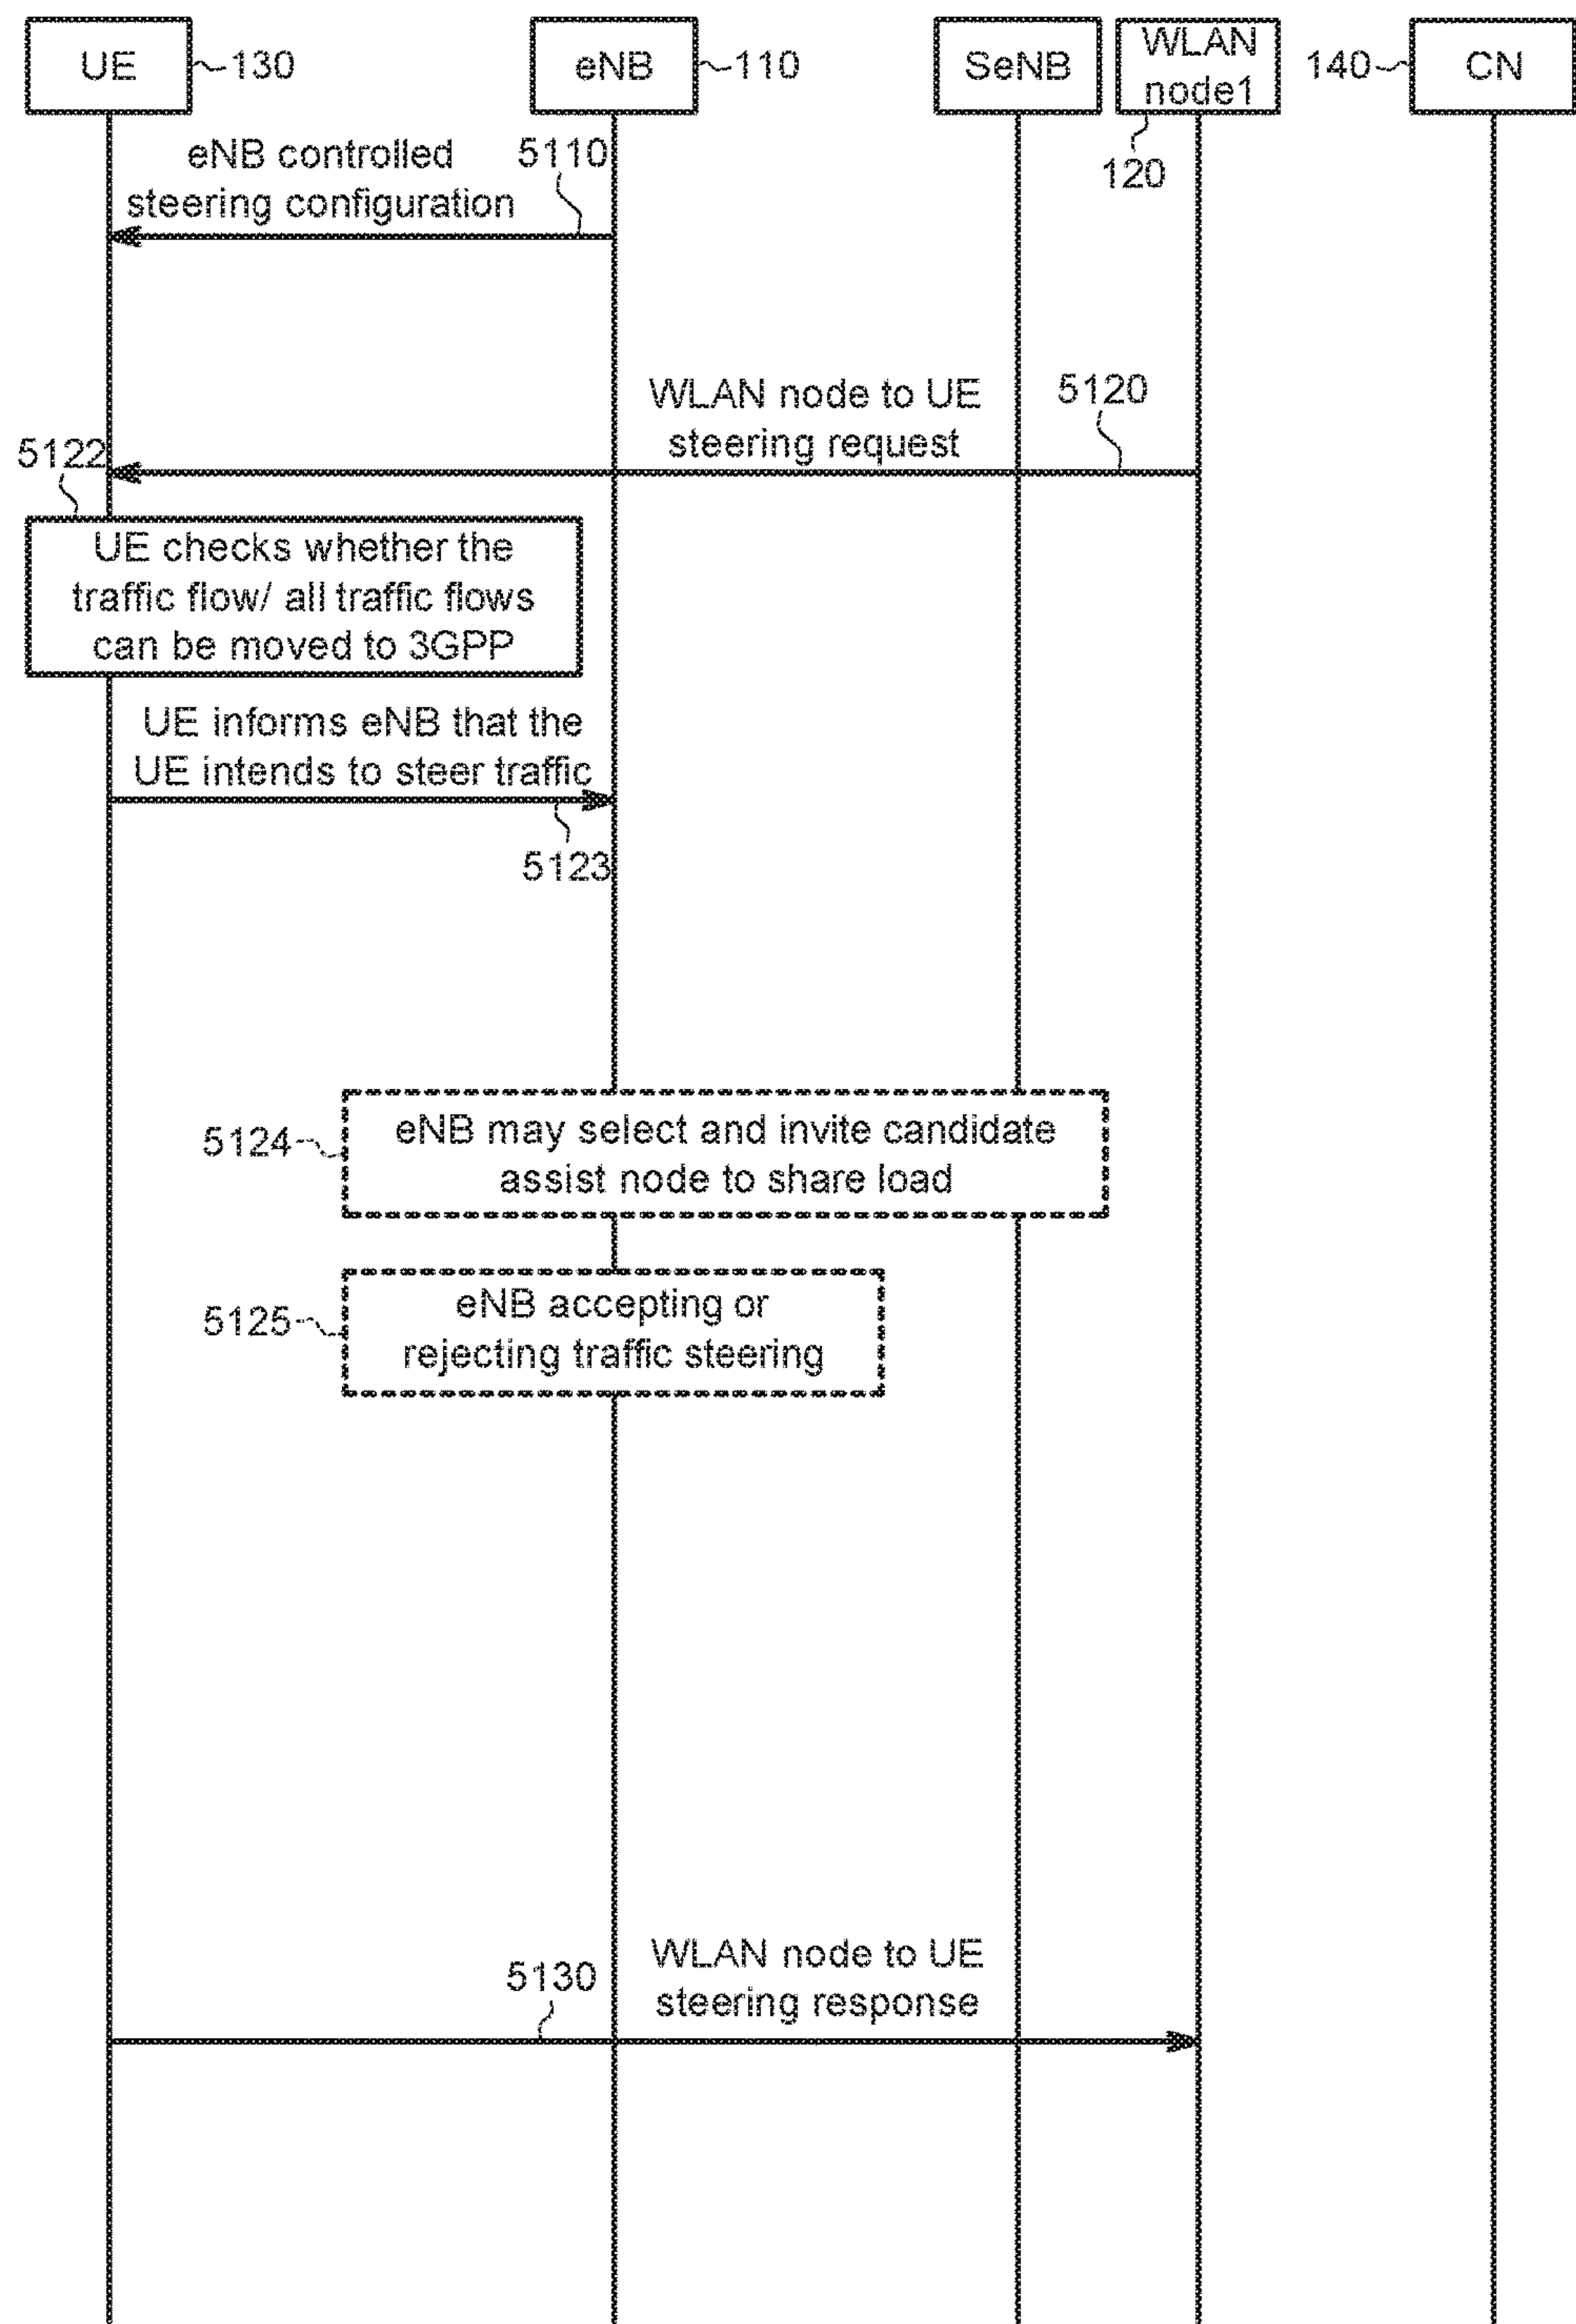 UE
130
eNB
110
SeNB
WLAN
node1
120
140
CN
eNB controlled
steering configuration
5110
WLAN node to UE
steering request
5120
5122
UE checks whether the
traffic flow/ all traffic flows
can be moved to 3GPP
UE informs eNB that the
UE intends to steer traffic
5123
5124
eNB may select and invite candidate
assist node to share load
5125
eNB accepting or
rejecting traffic steering
5130
WLAN node to UE
steering response